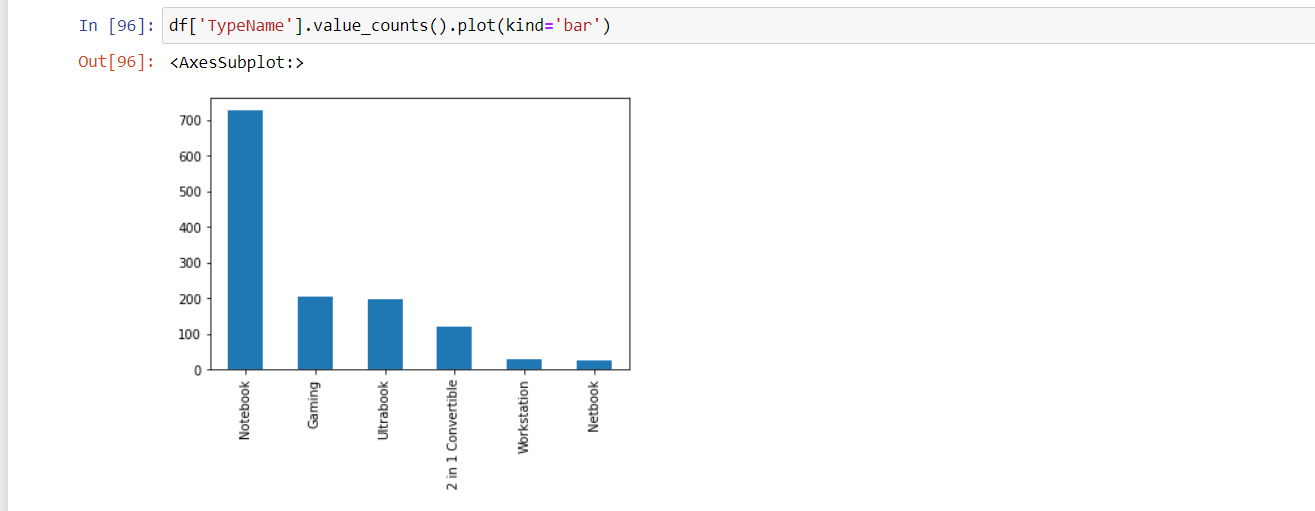 In [96]: df['TypeName'].value_counts().plot(kind='bar')
Out[96]: <AxesSubplot:>
700
600
500
400
300
200
100
0
Notebook
Gaming
Ultrabook
2 in 1 Convertible
Workstation
Netbook